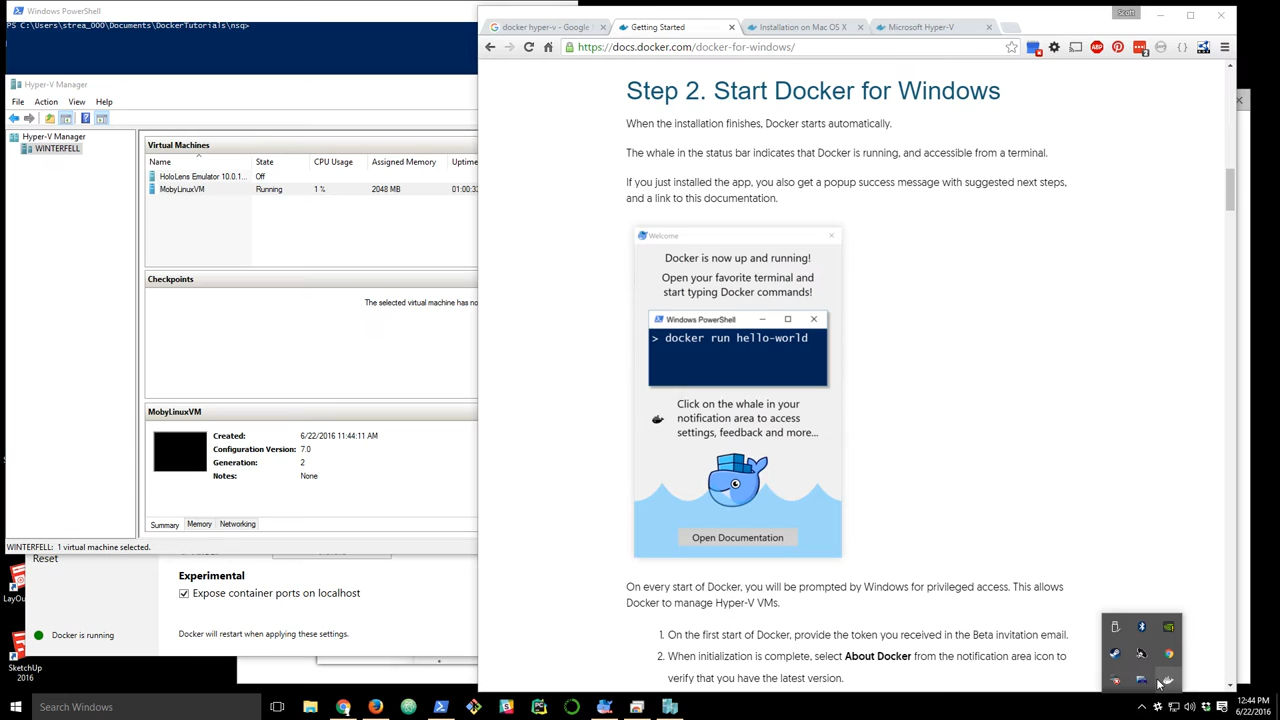 Windows PowerShell
PS C:\Users\strea_000\Documents\DockerTutorials\nsq>
Hyper-V Manager
File Action View Help
Hyper-V Manager
WINTERFELL
Virtual Machines
Name State CPU Usage Assigned Memory Uptime
HoloLens Emulator 10.0.1... Off
MobyLinuxVM Running 1 % 2048 MB 01:00:3
Checkpoints
The selected virtual machine has no
MobyLinuxVM
Created: 6/22/2016 11:44:11 AM
Configuration Version: 7.0
Generation: 2
Notes: None
Summary Memory Networking
WINTERFELL: 1 virtual machine selected.
Reset
Experimental
Expose container ports on localhost
Docker is running
Docker will restart when applying these settings.
LayOu
SketchUp
2016
Scott
docker hyper-v - Google
Getting Started
Installation on Mac OS X
Microsoft Hyper-V
https://docs.docker.com/docker-for-windows/
ABP
Step 2. Start Docker for Windows
When the installation finishes, Docker starts automatically.
The whale in the status bar indicates that Docker is running, and accessible from a terminal.
If you just installed the app, you also get a popup success message with suggested next steps,
and a link to this documentation.
Welcome
Docker is now up and running!
Open your favorite terminal and
start typing Docker commands!
Windows PowerShell
> docker run hello-world
Click on the whale in your
notification area to access
settings, feedback and more...
Open Documentation
On every start of Docker, you will be prompted by Windows for privileged access. This allows
Docker to manage Hyper-V VMs.
1. On the first start of Docker, provide the token you received in the Beta invitation email.
2. When initialization is complete, select About Docker from the notification area icon to
verify that you have the latest version.
Search Windows
12:44 PM
6/22/2016